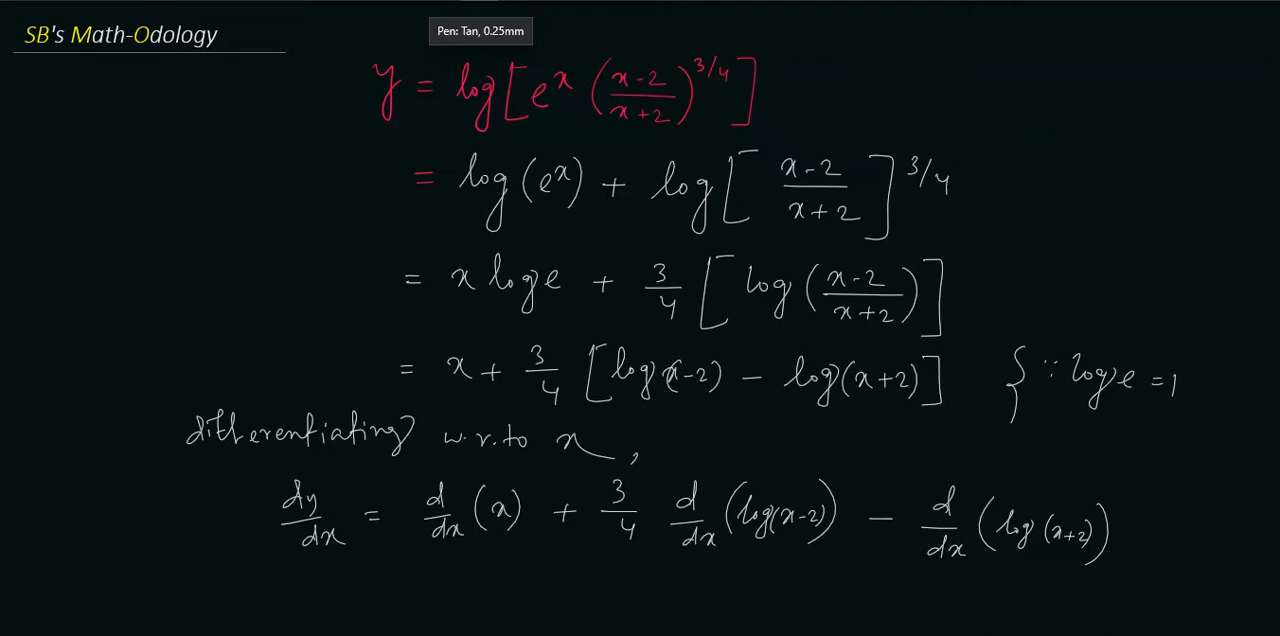 SB's Math-Odology
Pen: Tan, 0.25mm
y = log[e^x ((x-2)/(x+2))^3/4]
= log(e^x) + log[(x-2)/(x+2)]^3/4
= x loge + 3/4 [log((x-2)/(x+2))]
= x + 3/4 [log(x-2) - log(x+2)] { ∵ loge = 1
differentiating w.r.to x,
dy/dx = d/dx (x) + 3/4 d/dx (log(x-2)) - d/dx (log(x+2))